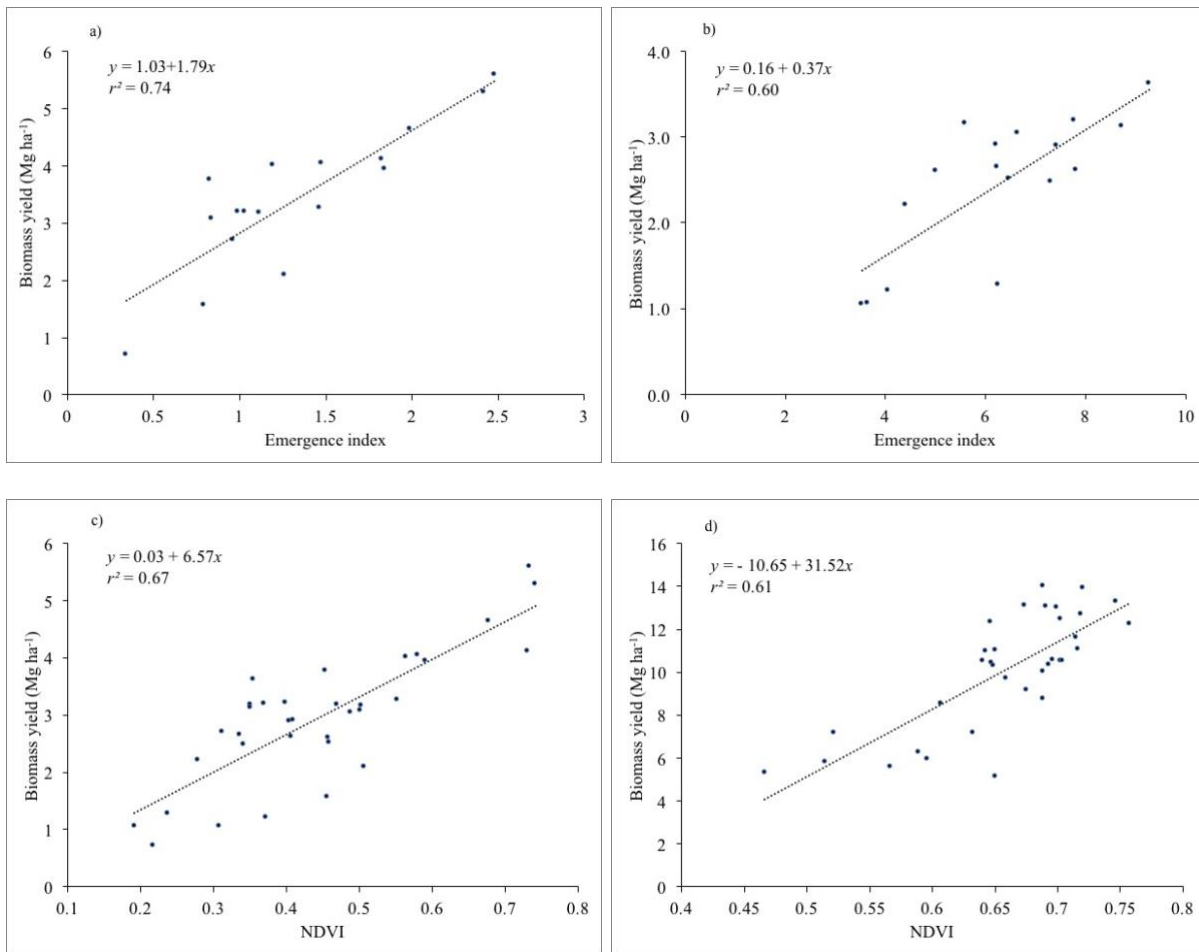 a)
y = 1.03+1.79x
r² = 0.74
Biomass yield (Mg ha⁻¹)
6
5
4
3
2
1
0
0 0.5 1 1.5 2 2.5 3
Emergence index
b)
y = 0.16 + 0.37x
r² = 0.60
Biomass yield (Mg ha⁻¹)
4.0
3.0
2.0
1.0
0.0
0 2 4 6 8 10
Emergence index
c)
y = 0.03 + 6.57x
r² = 0.67
Biomass yield (Mg ha⁻¹)
6
5
4
3
2
1
0
0.1 0.2 0.3 0.4 0.5 0.6 0.7 0.8
NDVI
d)
y = - 10.65 + 31.52x
r² = 0.61
Biomass yield (Mg ha⁻¹)
16
14
12
10
8
6
4
2
0
0.4 0.45 0.5 0.55 0.6 0.65 0.7 0.75 0.8
NDVI